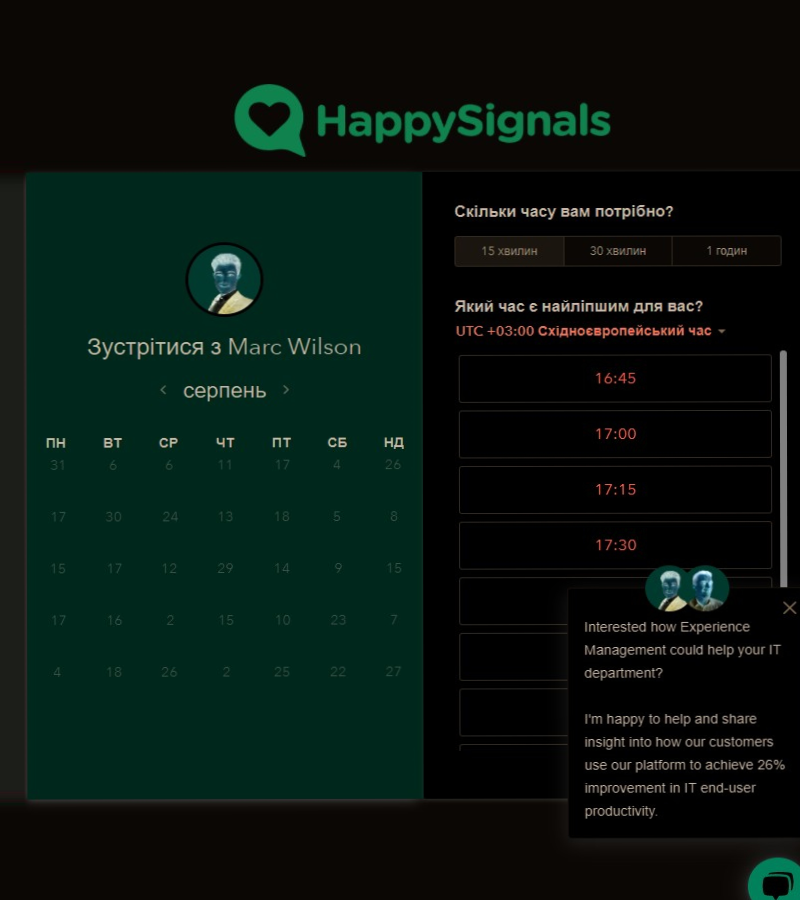 HappySignals
Зустрітися з Marc Wilson
серпень
ПН ВТ СР ЧТ ПТ СБ НД
31 6 6 11 17 4 26
17 30 24 13 18 5 8
15 17 12 29 14 9 15
17 16 2 15 10 23 7
4 18 26 2 25 22 27
Скільки часу вам потрібно?
15 хвилин 30 хвилин 1 годин
Який час є найліпшим для вас?
UTC +03:00 Східноєвропейський час
16:45
17:00
17:15
17:30
Interested how Experience
Management could help your IT
department?
I'm happy to help and share
insight into how our customers
use our platform to achieve 26%
improvement in IT end-user
productivity.